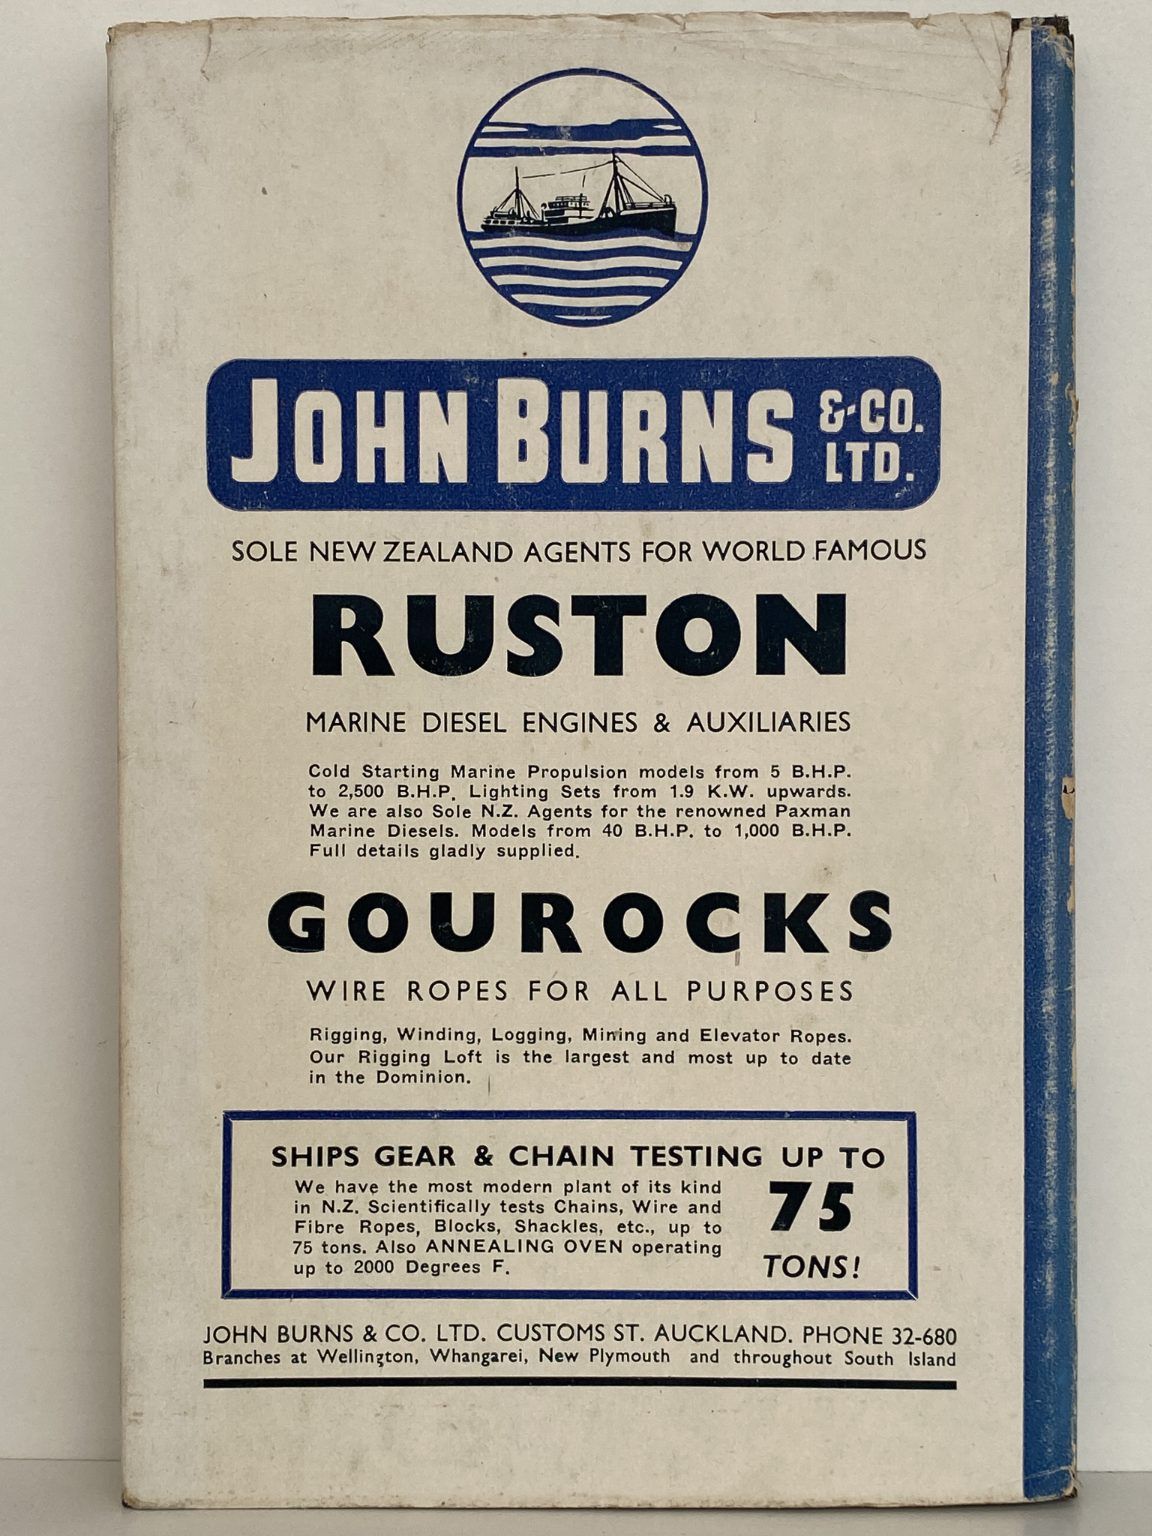 JOHN BURNS & CO. LTD.
SOLE NEW ZEALAND AGENTS FOR WORLD FAMOUS
RUSTON
MARINE DIESEL ENGINES & AUXILIARIES
Cold Starting Marine Propulsion models from 5 B.H.P.
to 2,500 B.H.P. Lighting Sets from 1.9 K.W. upwards.
We are also Sole N.Z. Agents for the renowned Paxman
Marine Diesels. Models from 40 B.H.P. to 1,000 B.H.P.
Full details gladly supplied.
GOUROCKS
WIRE ROPES FOR ALL PURPOSES
Rigging, Winding, Logging, Mining and Elevator Ropes.
Our Rigging Loft is the largest and most up to date
in the Dominion.
SHIPS GEAR & CHAIN TESTING UP TO
We have the most modern plant of its kind
in N.Z. Scientifically tests Chains, Wire and
Fibre Ropes, Blocks, Shackles, etc., up to
75 tons. Also ANNEALING OVEN operating
up to 2000 Degrees F.
75
TONS!
JOHN BURNS & CO. LTD. CUSTOMS ST. AUCKLAND. PHONE 32-680
Branches at Wellington, Whangarei, New Plymouth and throughout South Island